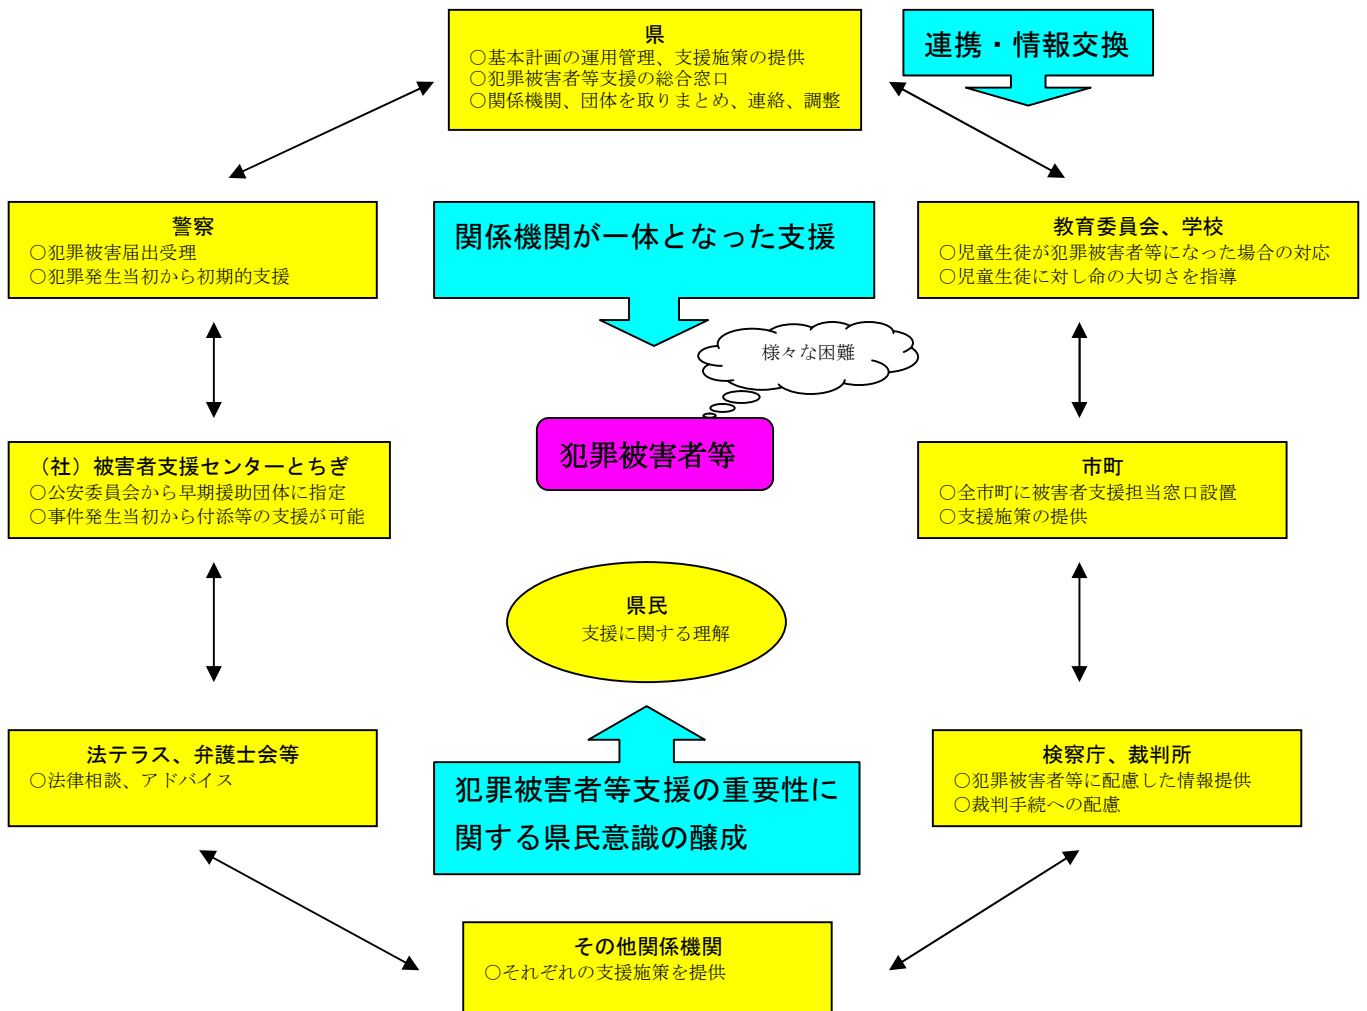 県
○基本計画の運用管理、支援施策の提供
○犯罪被害者等支援の総合窓口
○関係機関、団体を取りまとめ、連絡、調整
連携・情報交換
警察
○犯罪被害届出受理
○犯罪発生当初から初期的支援
関係機関が一体となった支援
教育委員会、学校
○児童生徒が犯罪被害者等になった場合の対応
○児童生徒に対し命の大切さを指導
様々な困難
犯罪被害者等
（社）被害者支援センターとちぎ
○公安委員会から早期援助団体に指定
○事件発生当初から付添等の支援が可能
市町
○全市町に被害者支援担当窓口設置
○支援施策の提供
県民
支援に関する理解
法テラス、弁護士会等
○法律相談、アドバイス
犯罪被害者等支援の重要性に
関する県民意識の醸成
検察庁、裁判所
○犯罪被害者等に配慮した情報提供
○裁判手続への配慮
その他関係機関
○それぞれの支援施策を提供